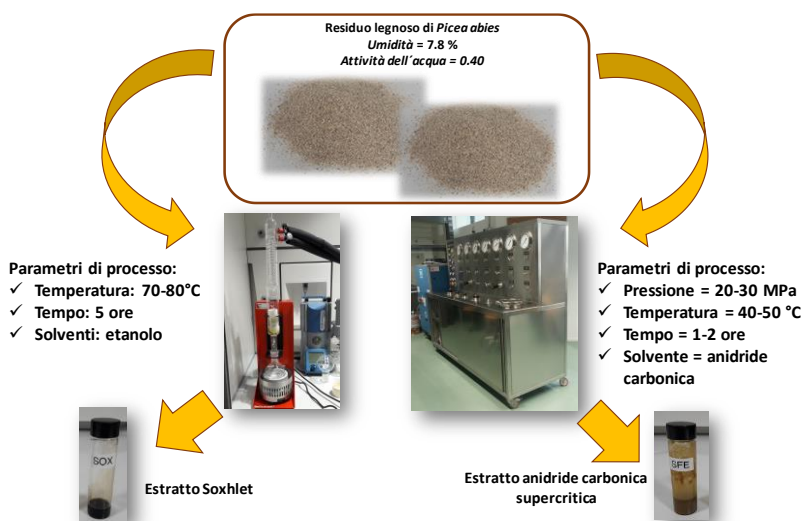 Residuo legnoso di Picea abies
Umidità = 7.8 %
Attività dell´acqua = 0.40
Parametri di processo:
✓ Temperatura: 70-80°C
✓ Tempo: 5 ore
✓ Solventi: etanolo
Parametri di processo:
✓ Pressione = 20-30 MPa
✓ Temperatura = 40-50 °C
✓ Tempo = 1-2 ore
✓ Solvente = anidride
carbonica
SOX
Estratto Soxhlet
Estratto anidride carbonica
supercritica
SFE